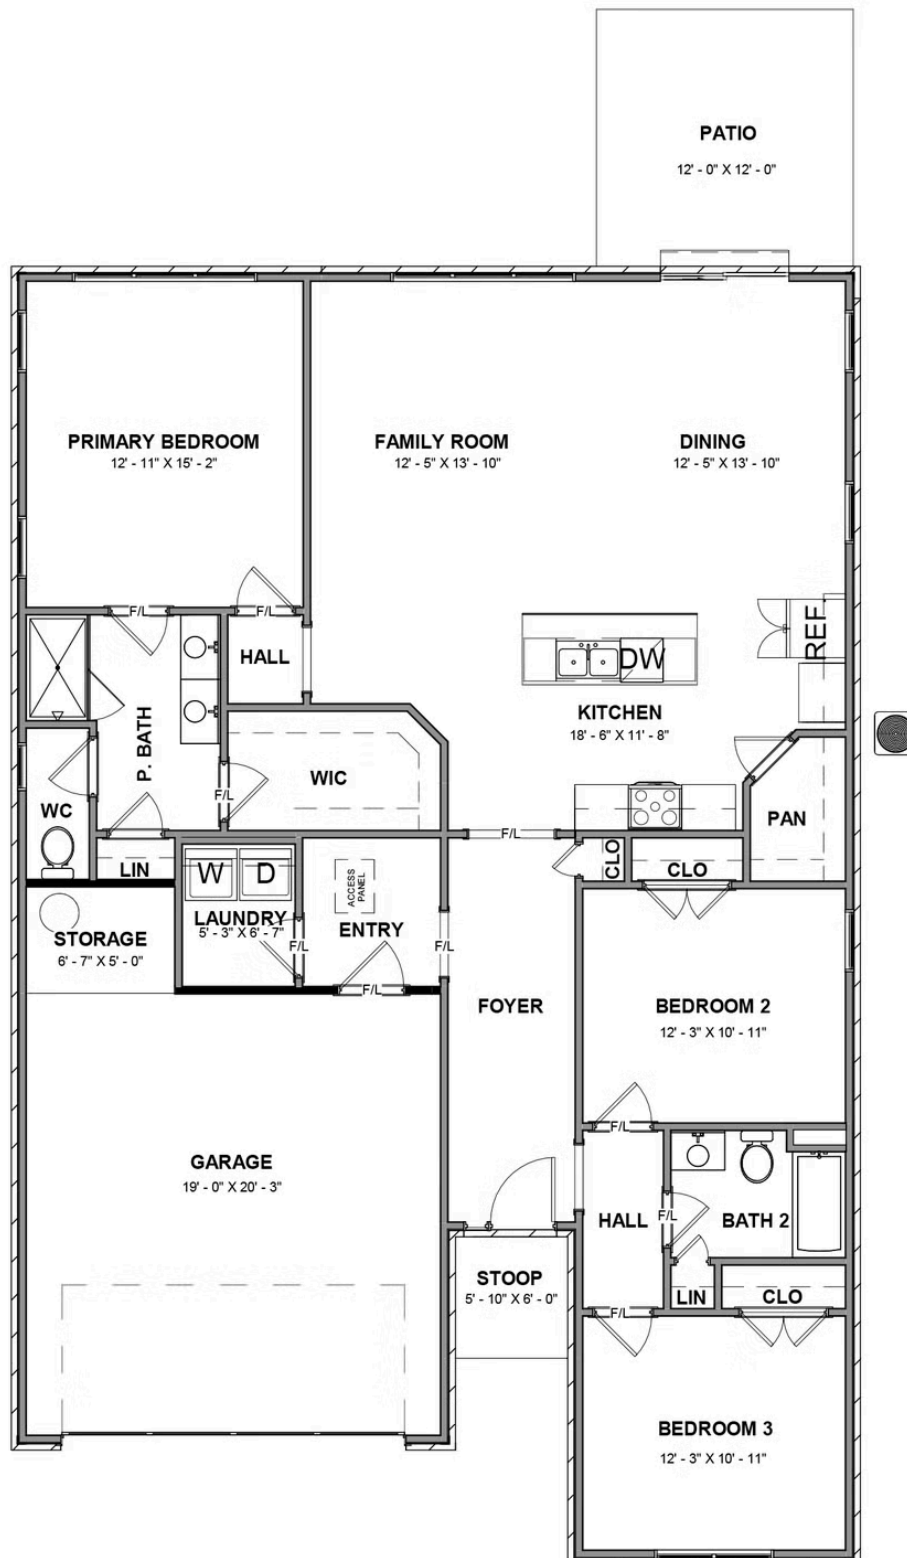 PATIO
12' - 0" X 12' - 0"
PRIMARY BEDROOM
12' - 11" X 15' - 2"
FAMILY ROOM
12' - 5" X 13' - 10"
DINING
12' - 5" X 13' - 10"
F/L
F/L
HALL
REF
DW
P. BATH
KITCHEN
18' - 6" X 11' - 8"
WIC
F/L
WC
PAN
F/L
LIN
W
D
CLO
CLO
ACCESS
PANEL
LAUNDRY
5' - 3" X 6' - 7"
ENTRY
STORAGE
6' - 7" X 5' - 0"
F/L
F/L
F/L
FOYER
BEDROOM 2
12' - 3" X 10' - 11"
F/L
GARAGE
19' - 0" X 20' - 3"
HALL
F/L
BATH 2
STOOP
5' - 10" X 6' - 0"
LIN
CLO
F/L
BEDROOM 3
12' - 3" X 10' - 11"